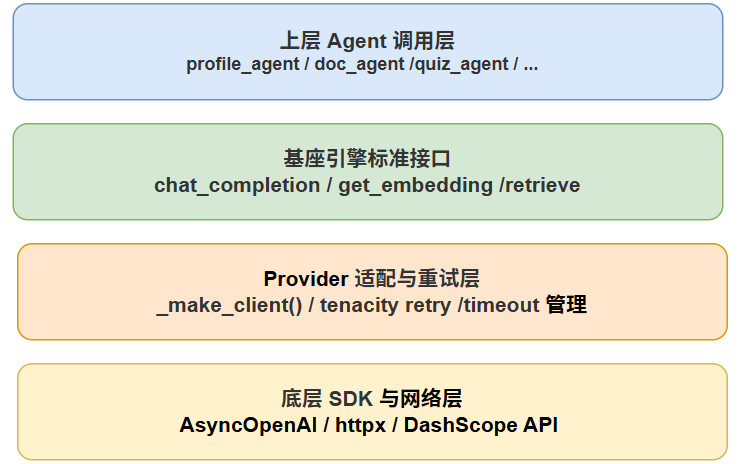 上层 Agent 调用层
profile_agent / doc_agent /quiz_agent / ...
基座引擎标准接口
chat_completion / get_embedding /retrieve
Provider 适配与重试层
_make_client() / tenacity retry /timeout 管理
底层 SDK 与网络层
AsyncOpenAI / httpx / DashScope API